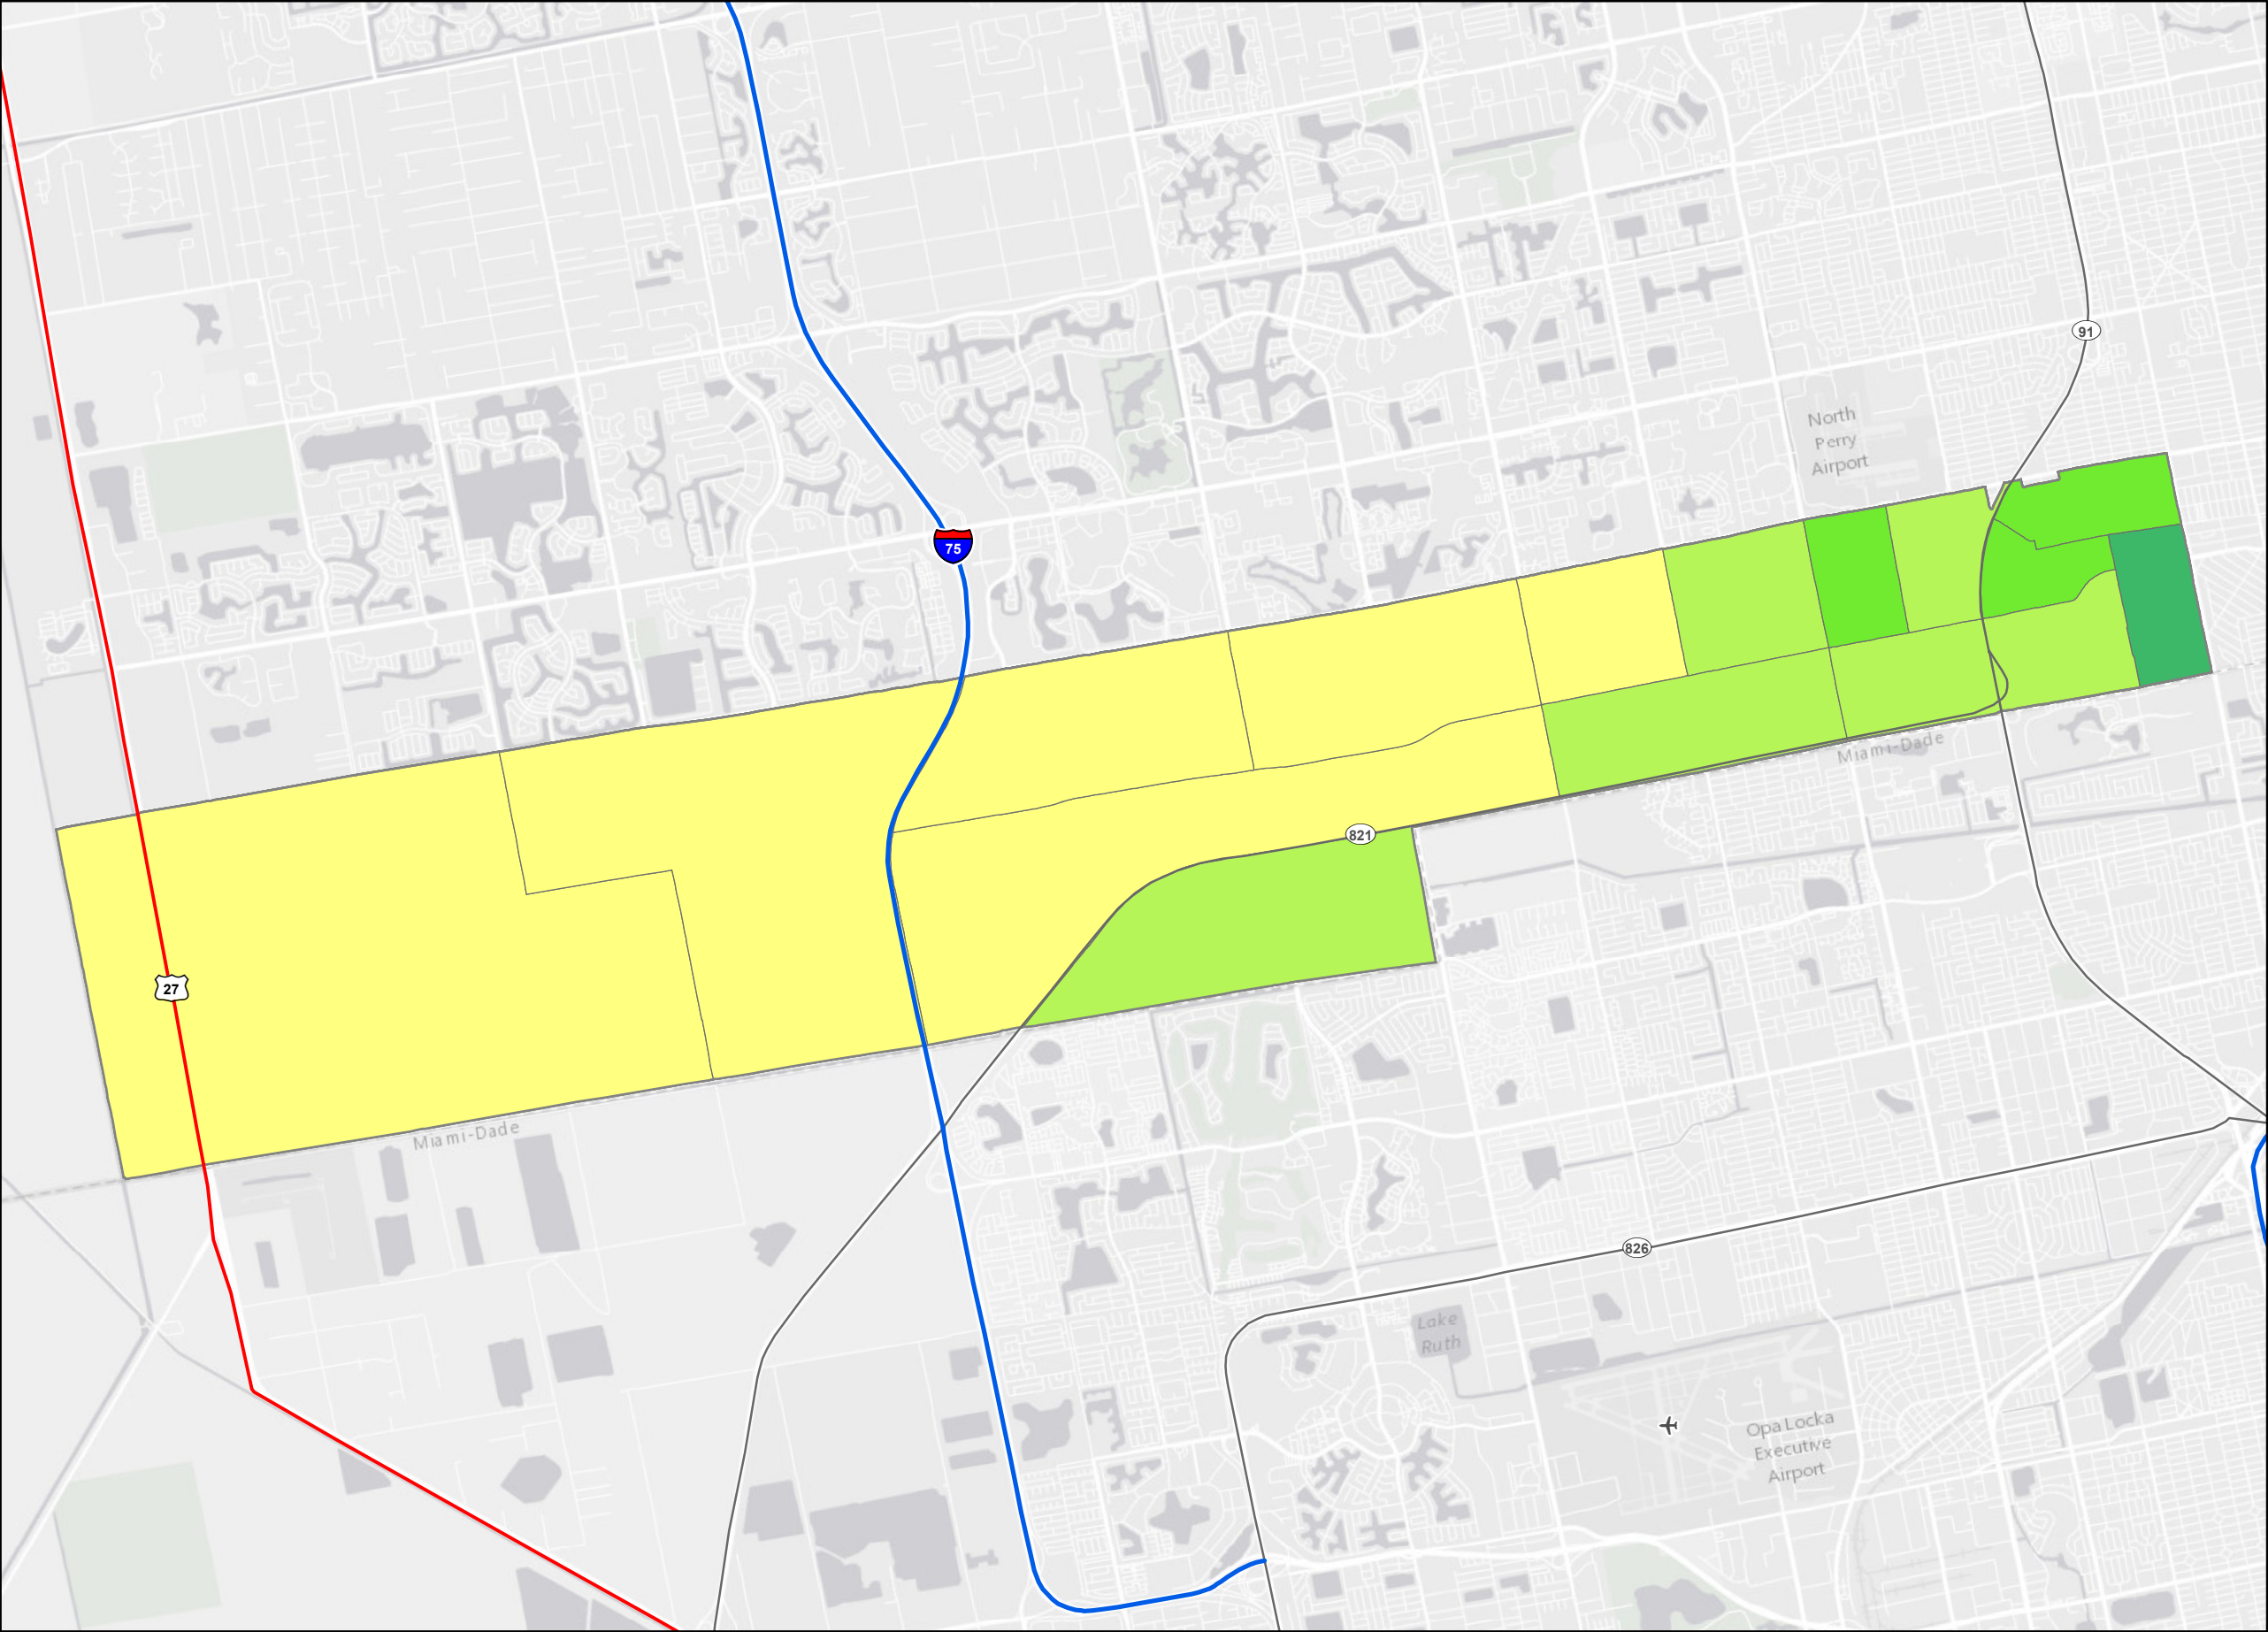 91
North
Perry
Airport
75
Miami-Dade
821
27
Miami-Dade
826
Lake
Ruth
Opa Locka
Executive
Airport